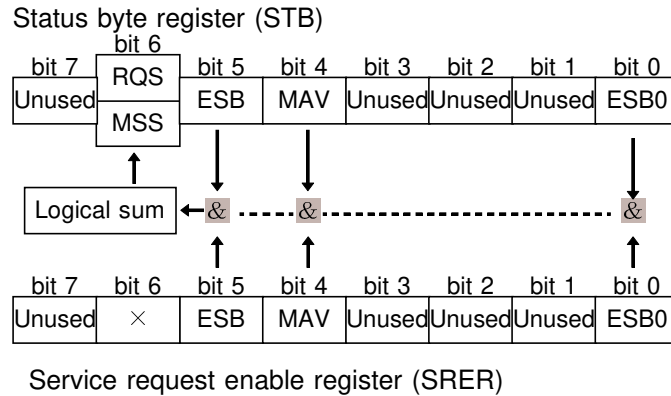 Status byte register (STB)
bit 7 bit 6 bit 5 bit 4 bit 3 bit 2 bit 1 bit 0
Unused RQS ESB MAV Unused Unused Unused ESB0
MSS
Logical sum & & &
bit 7 bit 6 bit 5 bit 4 bit 3 bit 2 bit 1 bit 0
Unused × ESB MAV Unused Unused Unused ESB0
Service request enable register (SRER)